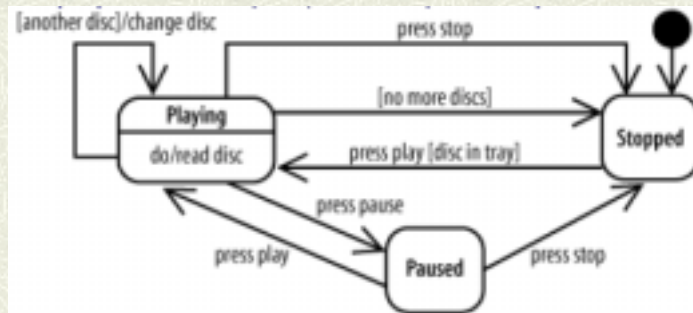 [another disc]/change disc
press stop
[no more discs]
Playing
do/read disc
Stopped
press play [disc in tray]
press pause
press play
Paused
press stop